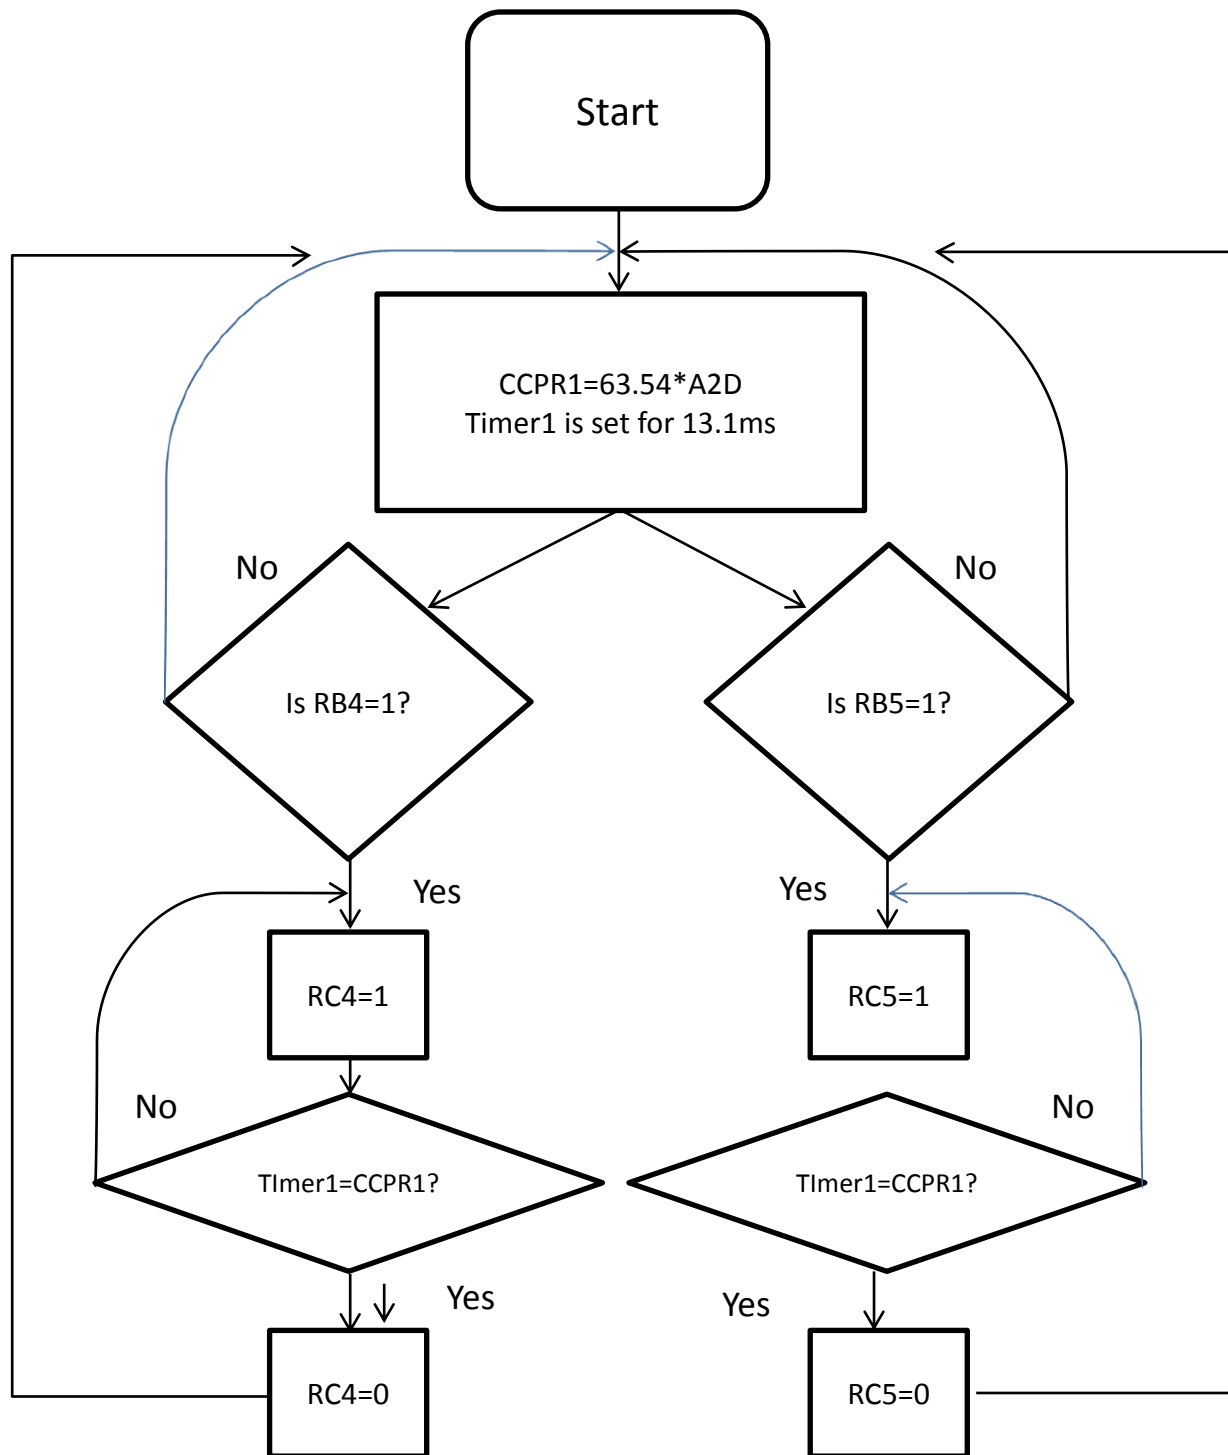 Start
CCPR1=63.54*A2D
Timer1 is set for 13.1ms
No
No
Is RB4=1?
Is RB5=1?
Yes
Yes
RC4=1
RC5=1
No
No
TImer1=CCPR1?
TImer1=CCPR1?
Yes
Yes
RC4=0
RC5=0